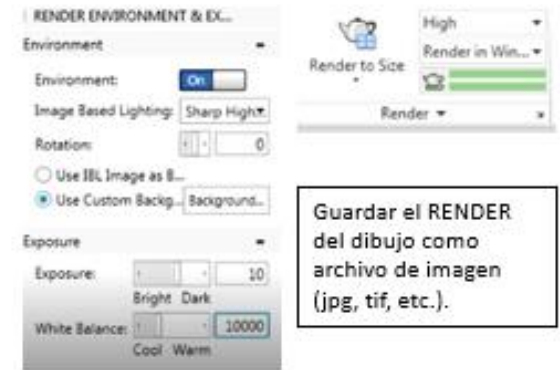 RENDER ENVIRONMENT & EX...
Environment
Environment: On
Image Based Lighting: Sharp High
Rotation: 0
Use IBL Image as B...
Use Custom Backg... Background...
Exposure
Exposure: 10
Bright Dark
White Balance: 10000
Cool Warm
High
Render to Size
Render in Win...
Render
Guardar el RENDER
del dibujo como
archivo de imagen
(jpg, tif, etc.).